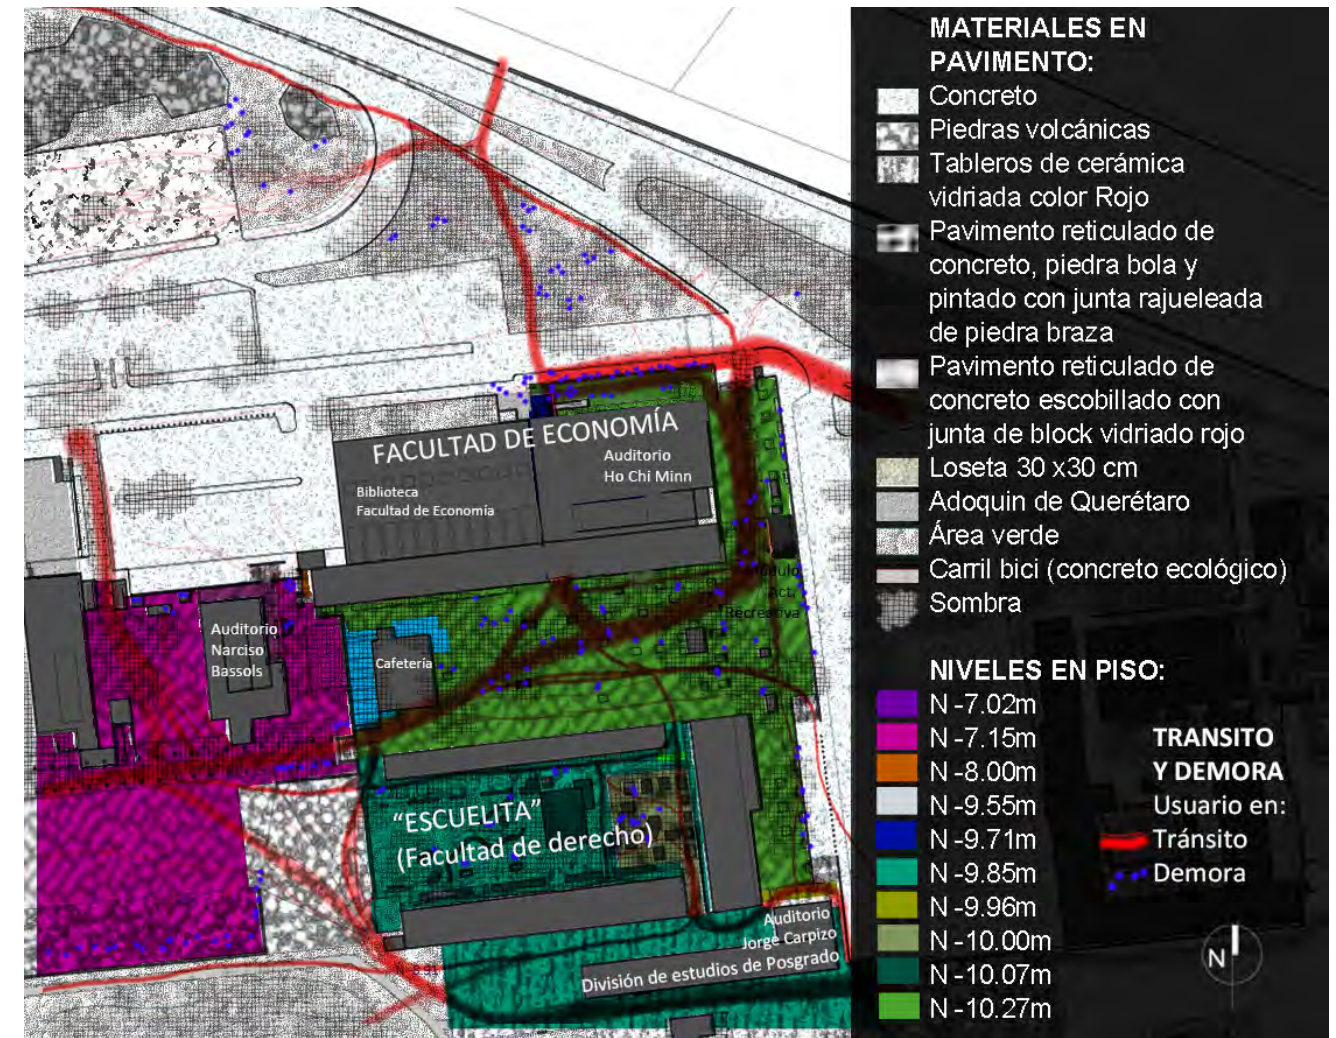 FACULTAD DE ECONOMÍA
Auditorio
Ho Chi Minn
Biblioteca
Facultad de Economía
Módulo
Act.
Recreativa
Auditorio
Narciso
Bassols
Cafetería
“ESCUELITA”
(Facultad de derecho)
Auditorio
Jorge Carpizo
División de estudios de Posgrado
MATERIALES EN
PAVIMENTO:
Concreto
Piedras volcánicas
Tableros de cerámica
vidriada color Rojo
Pavimento reticulado de
concreto, piedra bola y
pintado con junta rajueleada
de piedra braza
Pavimento reticulado de
concreto escobillado con
junta de block vidriado rojo
Loseta 30 x30 cm
Adoquin de Querétaro
Área verde
Carril bici (concreto ecológico)
Sombra
NIVELES EN PISO:
N -7.02m
N -7.15m
N -8.00m
N -9.55m
N -9.71m
N -9.85m
N -9.96m
N -10.00m
N -10.07m
N -10.27m
TRANSITO
Y DEMORA
Usuario en:
Tránsito
Demora
N